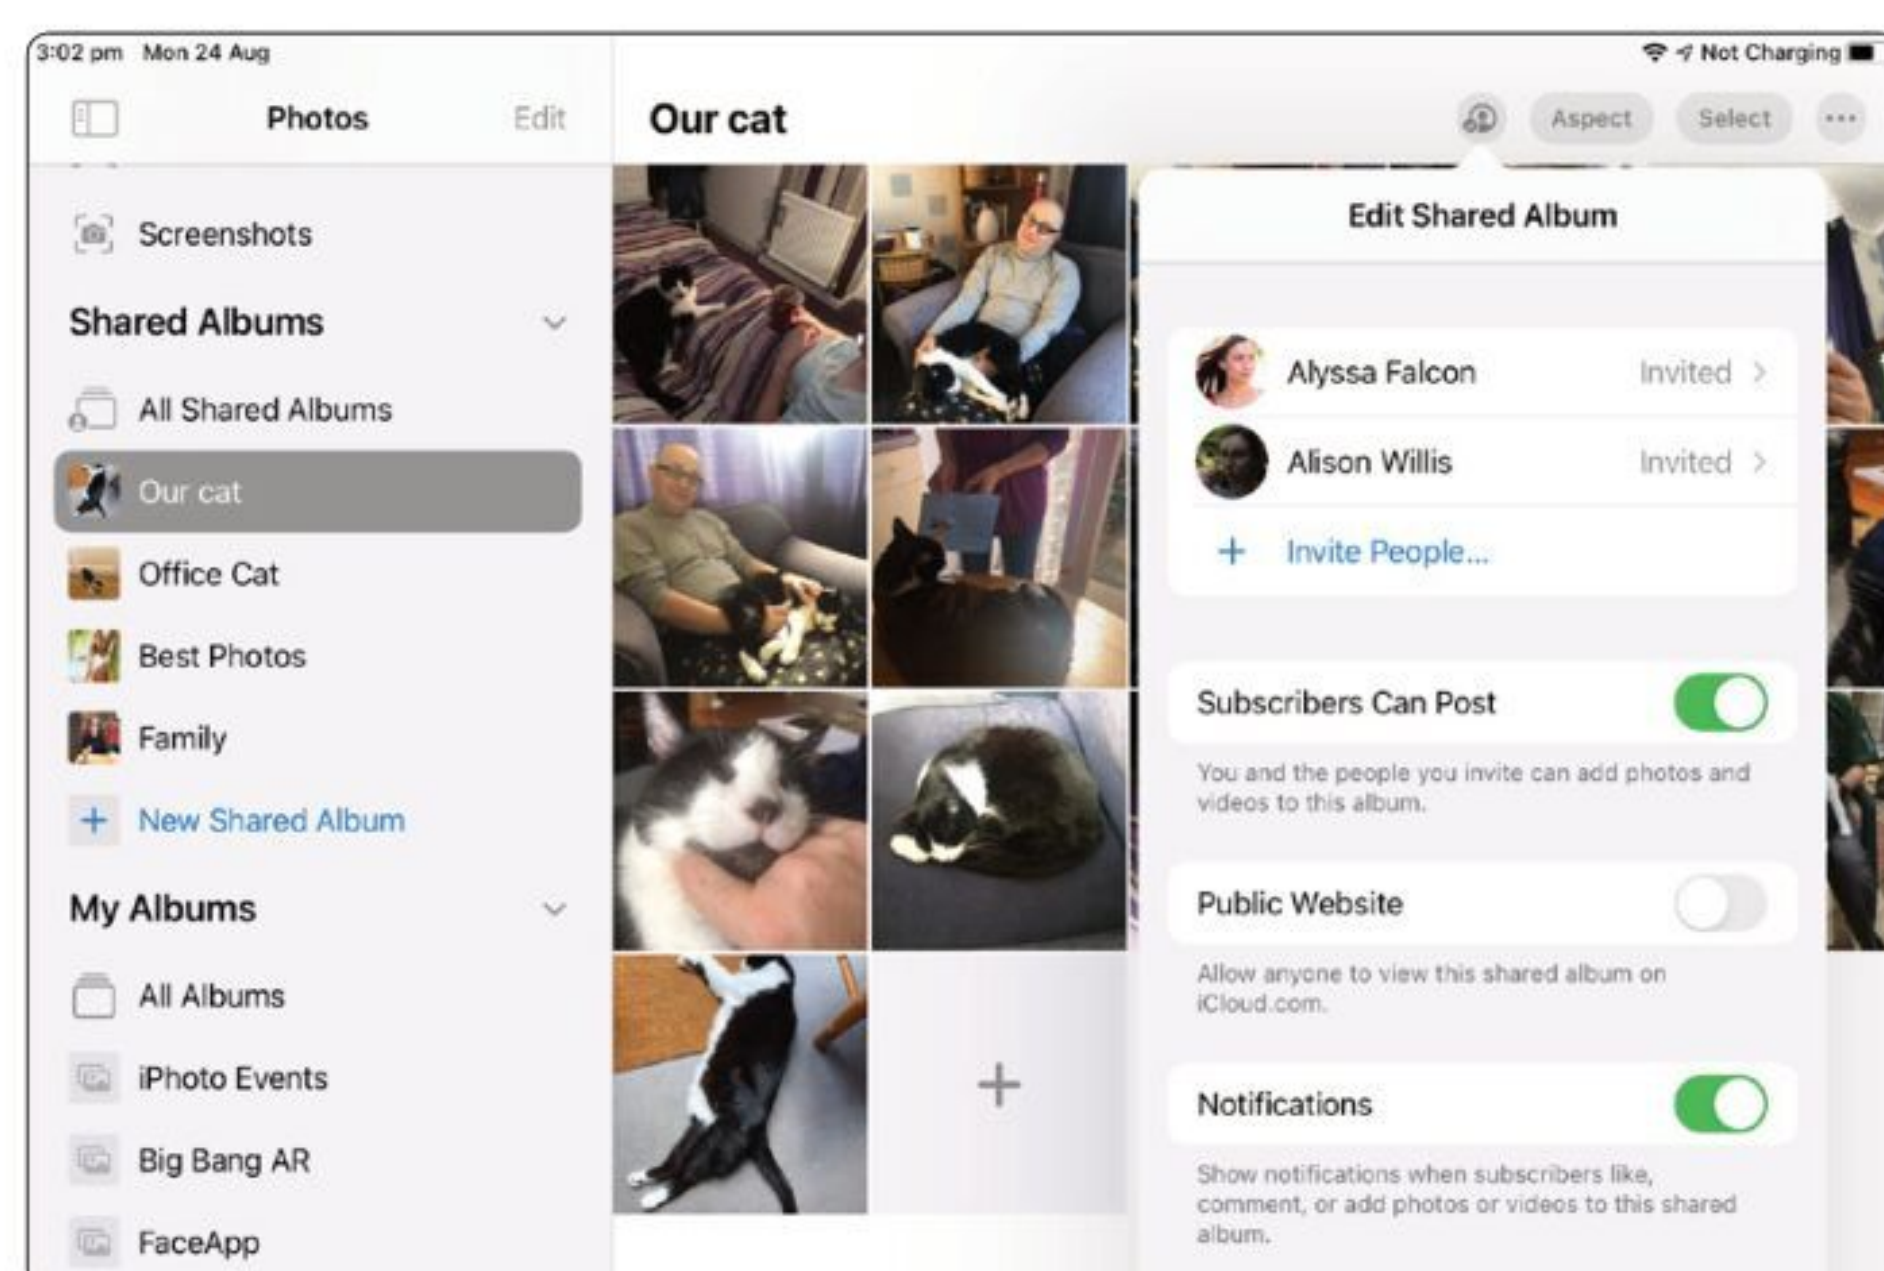 3:02 pm Mon 24 Aug
Not Charging
Photos
Edit
Our cat
Aspect
Select
Screenshots
Shared Albums
All Shared Albums
Our cat
Office Cat
Best Photos
Family
New Shared Album
My Albums
All Albums
iPhoto Events
Big Bang AR
FaceApp
Edit Shared Album
Alyssa Falcon Invited
Alison Willis Invited
Invite People...
Subscribers Can Post
You and the people you invite can add photos and
videos to this album.
Public Website
Allow anyone to view this shared album on
iCloud.com.
Notifications
Show notifications when subscribers like,
comment, or add photos or videos to this shared
album.